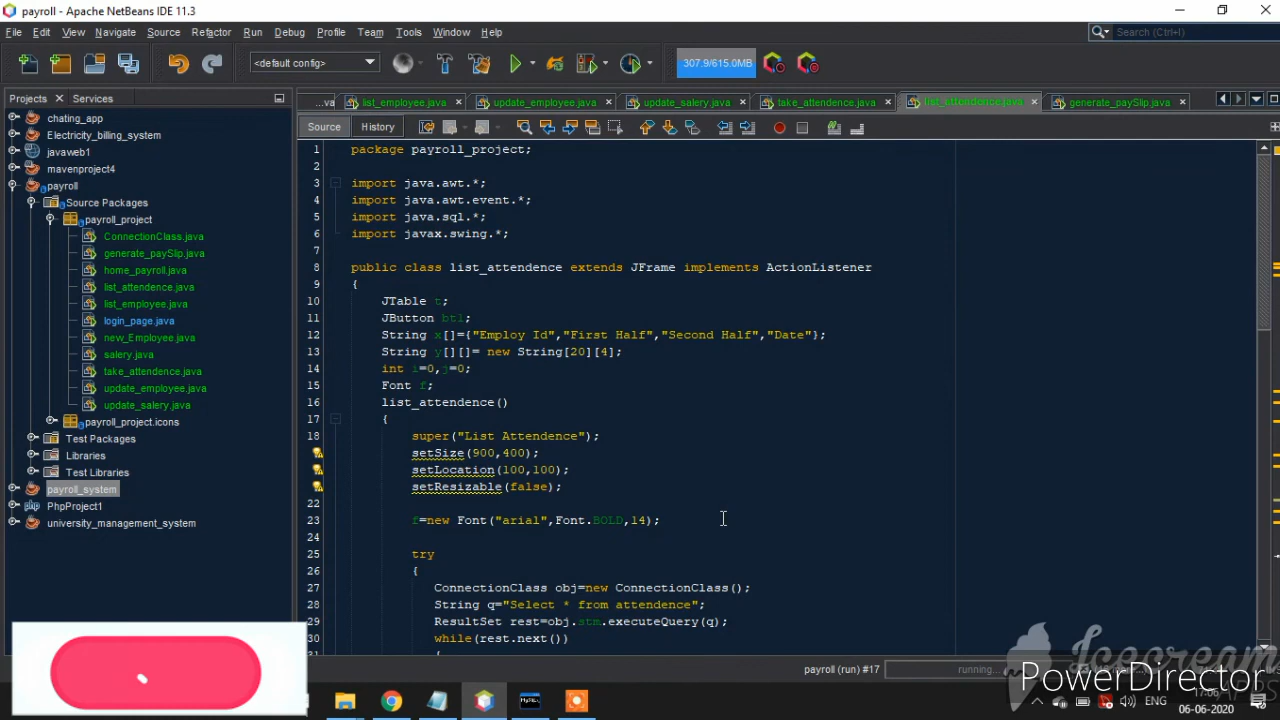 payroll - Apache NetBeans IDE 11.3
File Edit View Navigate Source Refactor Run Debug Profile Team Tools Window Help
Search (Ctrl+I)
<default config>
307.9/615.0MB
Projects Services
...va list_employee.java update_employee.java update_salery.java take_attendence.java list_attendence.java generate_paySlip.java
Source History
chating_app
Electricity_billing_system
javaweb1
mavenproject4
payroll
Source Packages
payroll_project
ConnectionClass.java
generate_paySlip.java
home_payroll.java
list_attendence.java
list_employee.java
login_page.java
new_Employee.java
salery.java
take_attendence.java
update_employee.java
update_salery.java
payroll_project.icons
Test Packages
Libraries
Test Libraries
payroll_system
PhpProject1
university_management_system
1 package payroll_project;
2
3 import java.awt.*;
4 import java.awt.event.*;
5 import java.sql.*;
6 import javax.swing.*;
7
8 public class list_attendence extends JFrame implements ActionListener
9 {
10 JTable t;
11 JButton bt1;
12 String x[]={"Employ Id","First Half","Second Half","Date"};
13 String y[][]= new String[20][4];
14 int i=0,j=0;
15 Font f;
16 list_attendence()
17 {
18 super("List Attendence");
19 setSize(900,400);
20 setLocation(100,100);
21 setResizable(false);
22
23 f=new Font("arial",Font.BOLD,14);
24
25 try
26 {
27 ConnectionClass obj=new ConnectionClass();
28 String q="Select * from attendence";
29 ResultSet rest=obj.stm.executeQuery(q);
30 while(rest.next())
payroll (run) #17 running...
Icecream
PowerDirector
ENG
17:06
06-06-2020